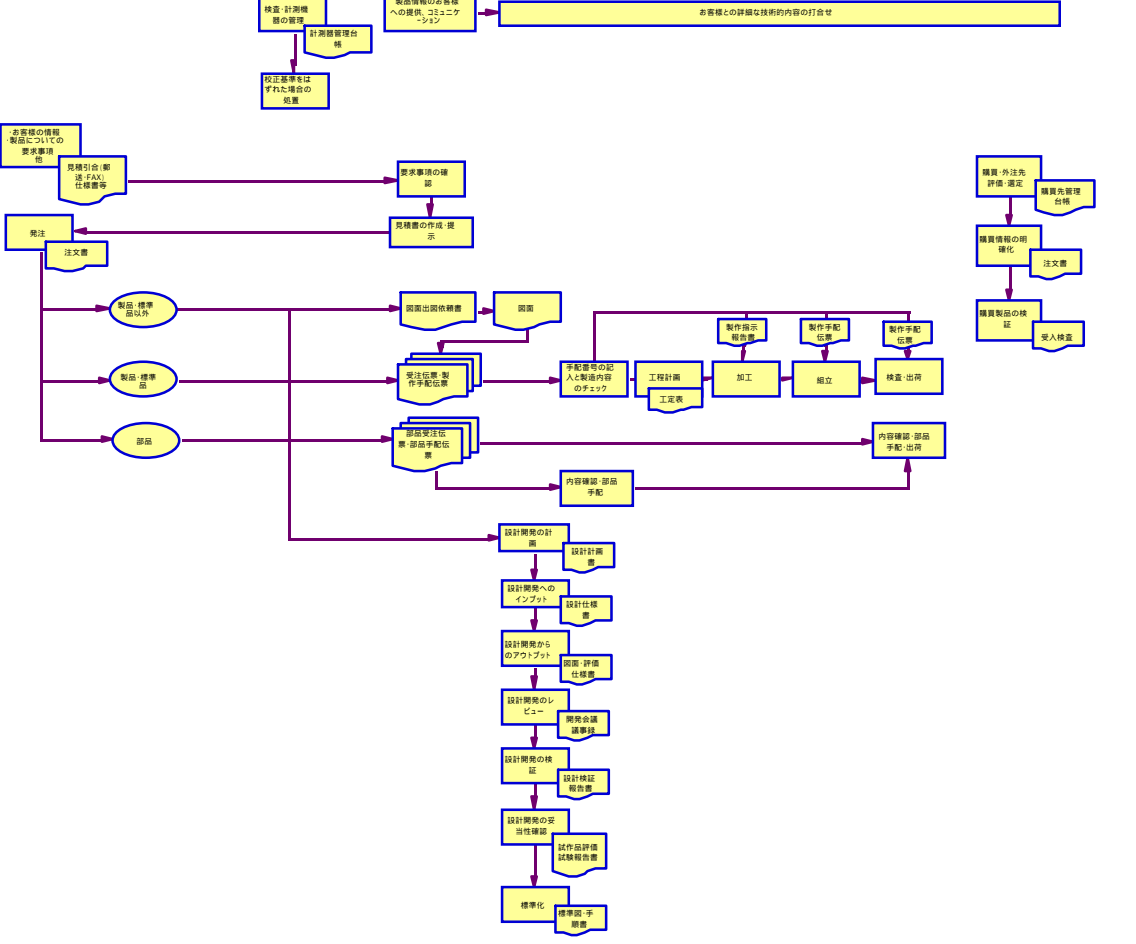 検査・計測機
器の管理
計測器管理台
帳
校正基準をは
ずれた場合の
処置
製品情報のお客様
への提供、コミュニケ
ーション
お客様との詳細な技術的内容の打合せ
・お客様の情報
・製品についての
要求事項
他
見積引合(郵
送・FAX)
仕様書等
要求事項の確
認
見積書の作成・提
示
発注
注文書
購買・外注先
評価・選定
購買先管理
台帳
購買情報の明
確化
注文書
購買製品の検
証
受入検査
製品・標準
品以外
図面出図依頼書
図面
製品・標準
品
受注伝票・製
作手配伝票
手配番号の記
入と製造内容
のチェック
工程計画
工定表
製作指示
報告書
加工
製作手配
伝票
組立
製作手配
伝票
検査・出荷
部品
部品受注伝
票・部品手配伝
票
内容確認・部品
手配・出荷
内容確認・部品
手配
設計開発の計
画
設計計画
書
設計開発への
インプット
設計仕様
書
設計開発から
のアウトプット
図面・評価
仕様書
設計開発のレ
ビュー
開発会議
議事録
設計開発の検
証
設計検証
報告書
設計開発の妥
当性確認
試作品評価
試験報告書
標準化
標準図・手
順書